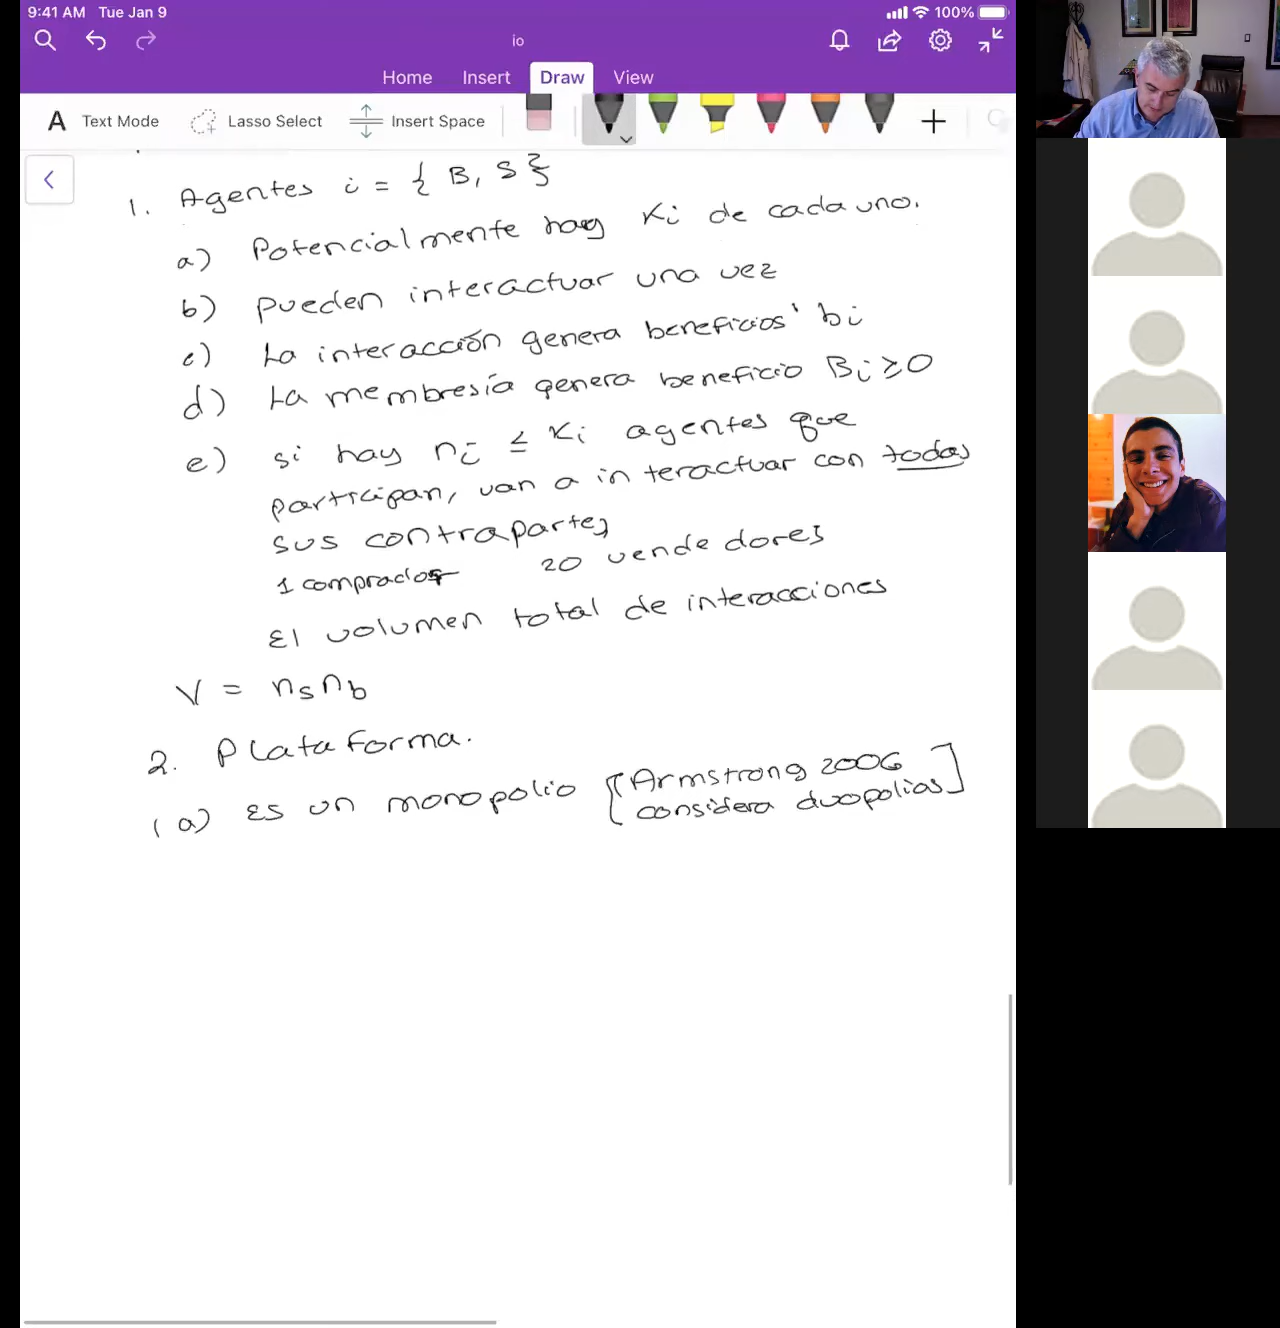 9:41 AM Tue Jan 9
100%
io
Home Insert Draw View
A Text Mode Lasso Select Insert Space
1. Agentes i = { B, S }
a) Potencialmente hay Ki de cada uno.
b) Pueden interactuar una vez
c) La interacción genera beneficios bi
d) La membresía genera beneficio Bi ≥ 0
e) si hay ni ≤ Ki agentes que
participan, van a interactuar con todas
sus contrapartes
1 comprador 20 vendedores
El volumen total de interacciones
V = nsnb
2. Plataforma.
(a) Es un monopolio [Armstrong 2006
considera duopolios]